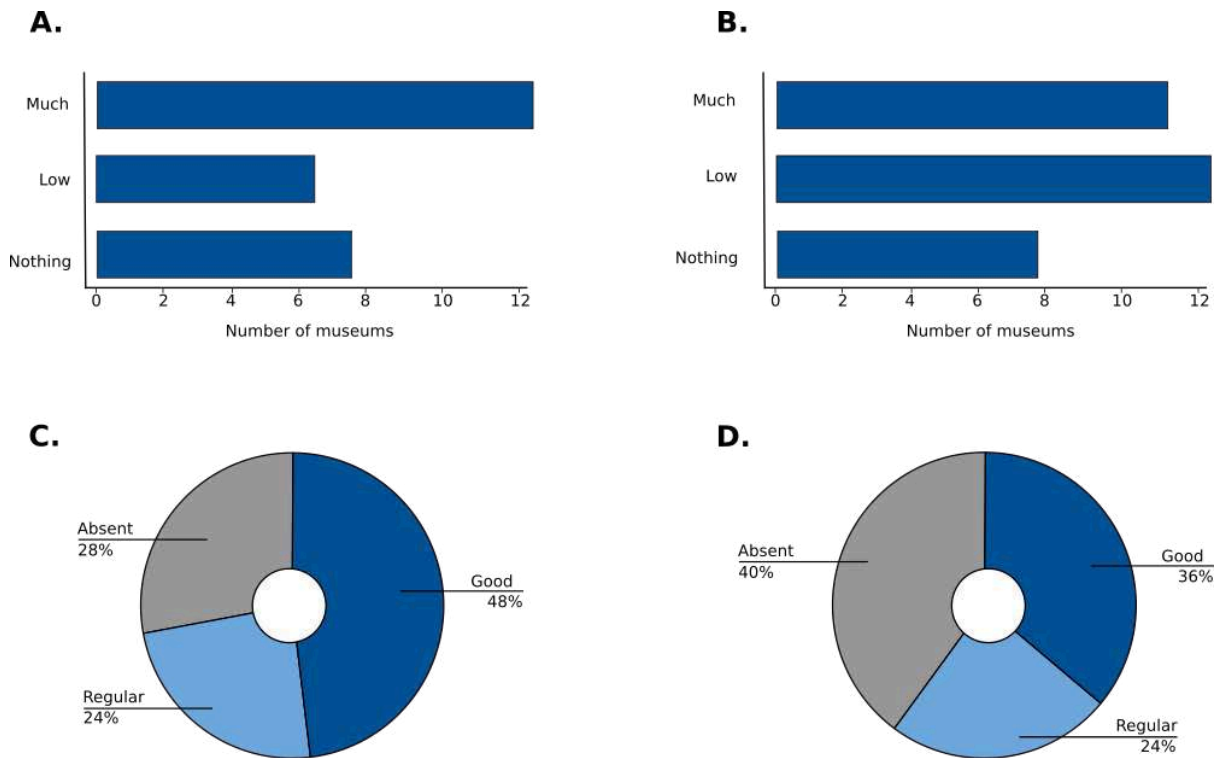 A.
Much
Low
Nothing
0 2 4 6 8 10 12
Number of museums
B.
Much
Low
Nothing
0 2 4 6 8 10 12
Number of museums
C.
Absent
28%
Good
48%
Regular
24%
D.
Absent
40%
Good
36%
Regular
24%